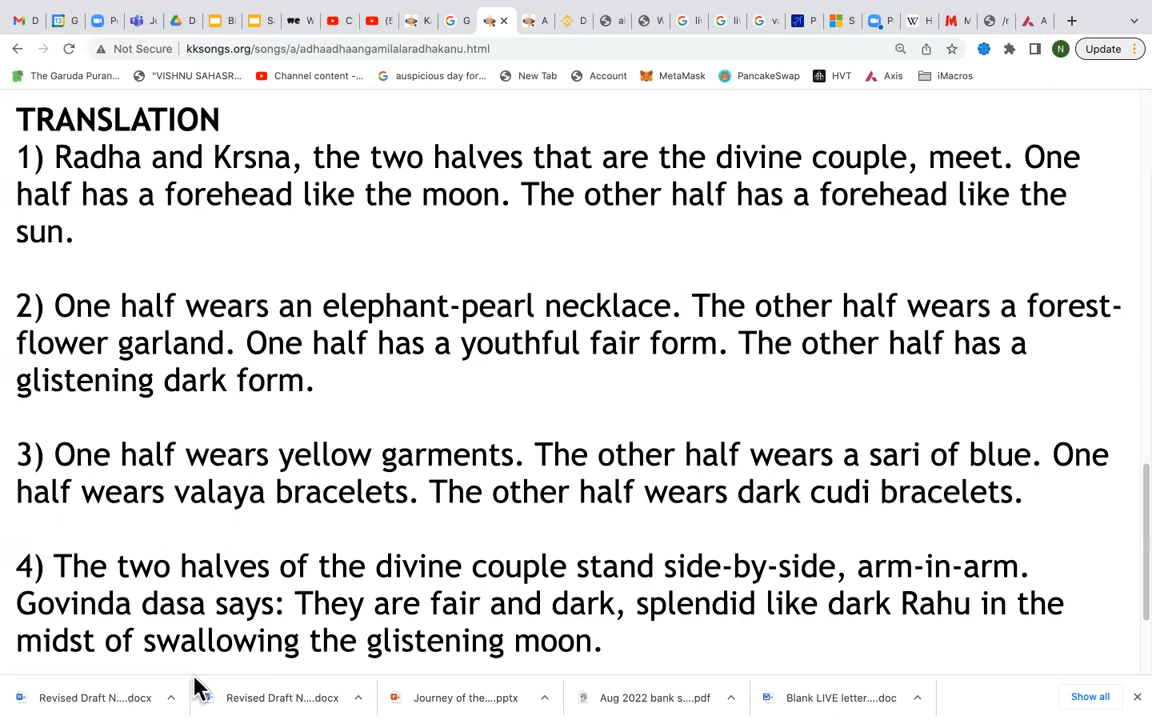 Not Secure kksongs.org/songs/a/adhaadhaangamilalaradhakanu.html Update
The Garuda Puran... "VISHNU SAHASR... Channel content -... auspicious day for... New Tab Account MetaMask PancakeSwap HVT Axis iMacros
TRANSLATION
1) Radha and Krsna, the two halves that are the divine couple, meet. One
half has a forehead like the moon. The other half has a forehead like the
sun.
2) One half wears an elephant-pearl necklace. The other half wears a forest-
flower garland. One half has a youthful fair form. The other half has a
glistening dark form.
3) One half wears yellow garments. The other half wears a sari of blue. One
half wears valaya bracelets. The other half wears dark cudi bracelets.
4) The two halves of the divine couple stand side-by-side, arm-in-arm.
Govinda dasa says: They are fair and dark, splendid like dark Rahu in the
midst of swallowing the glistening moon.
Revised Draft N....docx Revised Draft N....docx Journey of the....pptx Aug 2022 bank s....pdf Blank LIVE letter....doc Show all